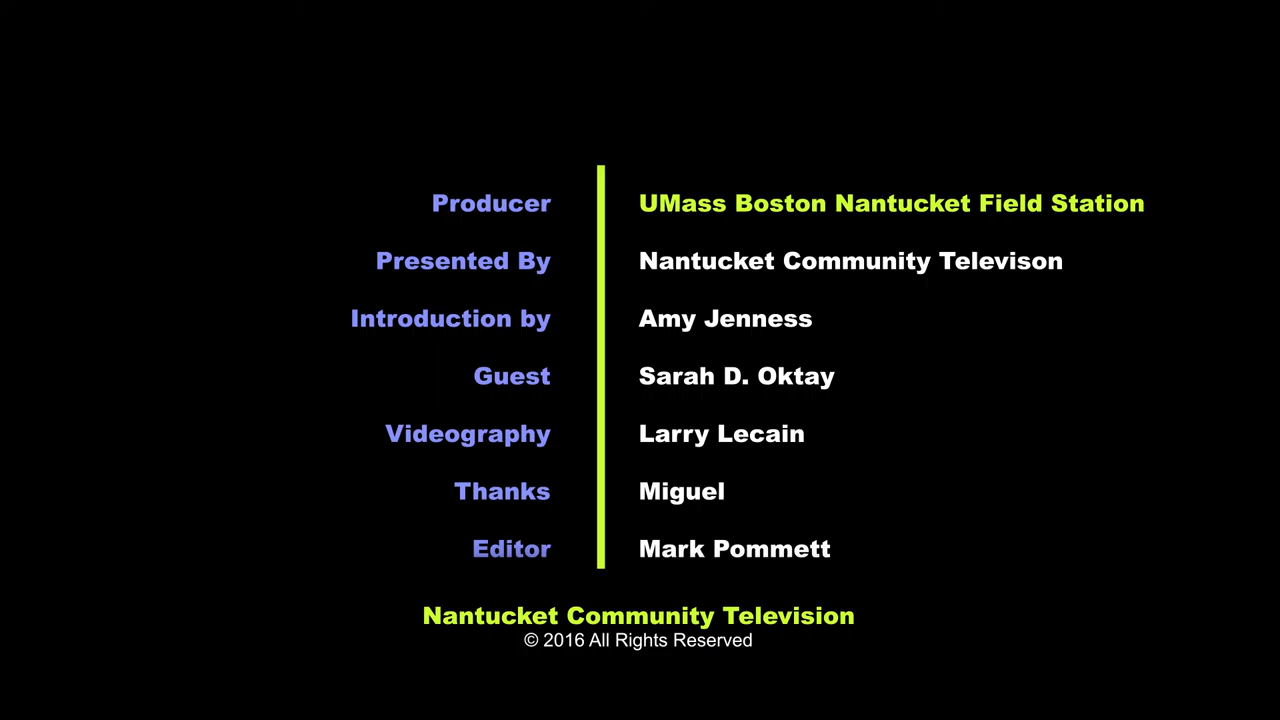 Producer UMass Boston Nantucket Field Station
Presented By Nantucket Community Televison
Introduction by Amy Jenness
Guest Sarah D. Oktay
Videography Larry Lecain
Thanks Miguel
Editor Mark Pommett
Nantucket Community Television
© 2016 All Rights Reserved